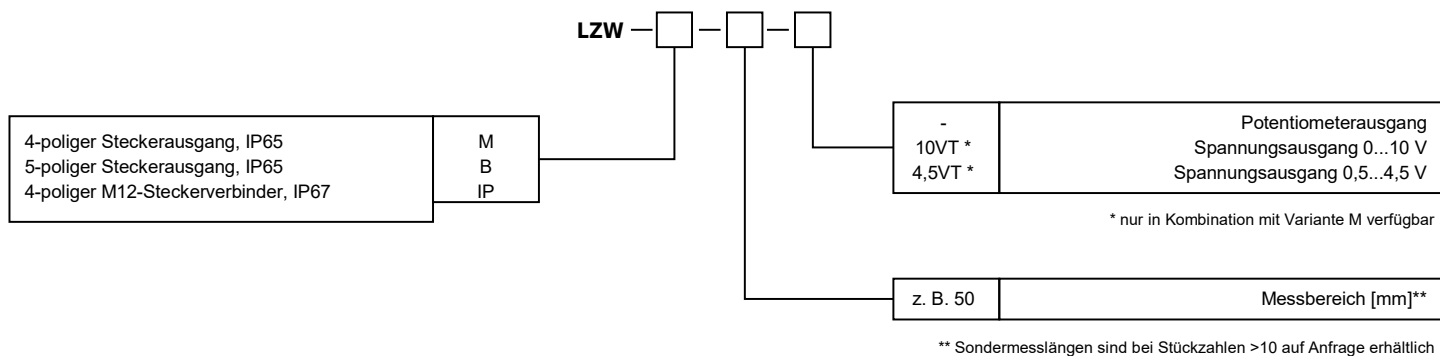 LZW
4-poliger Steckerausgang, IP65 M
5-poliger Steckerausgang, IP65 B
4-poliger M12-Steckerverbinder, IP67 IP
- Potentiometerausgang
10VT * Spannungsausgang 0...10 V
4,5VT * Spannungsausgang 0,5...4,5 V
* nur in Kombination mit Variante M verfügbar
z. B. 50 Messbereich [mm]**
** Sondermesslängen sind bei Stückzahlen >10 auf Anfrage erhältlich